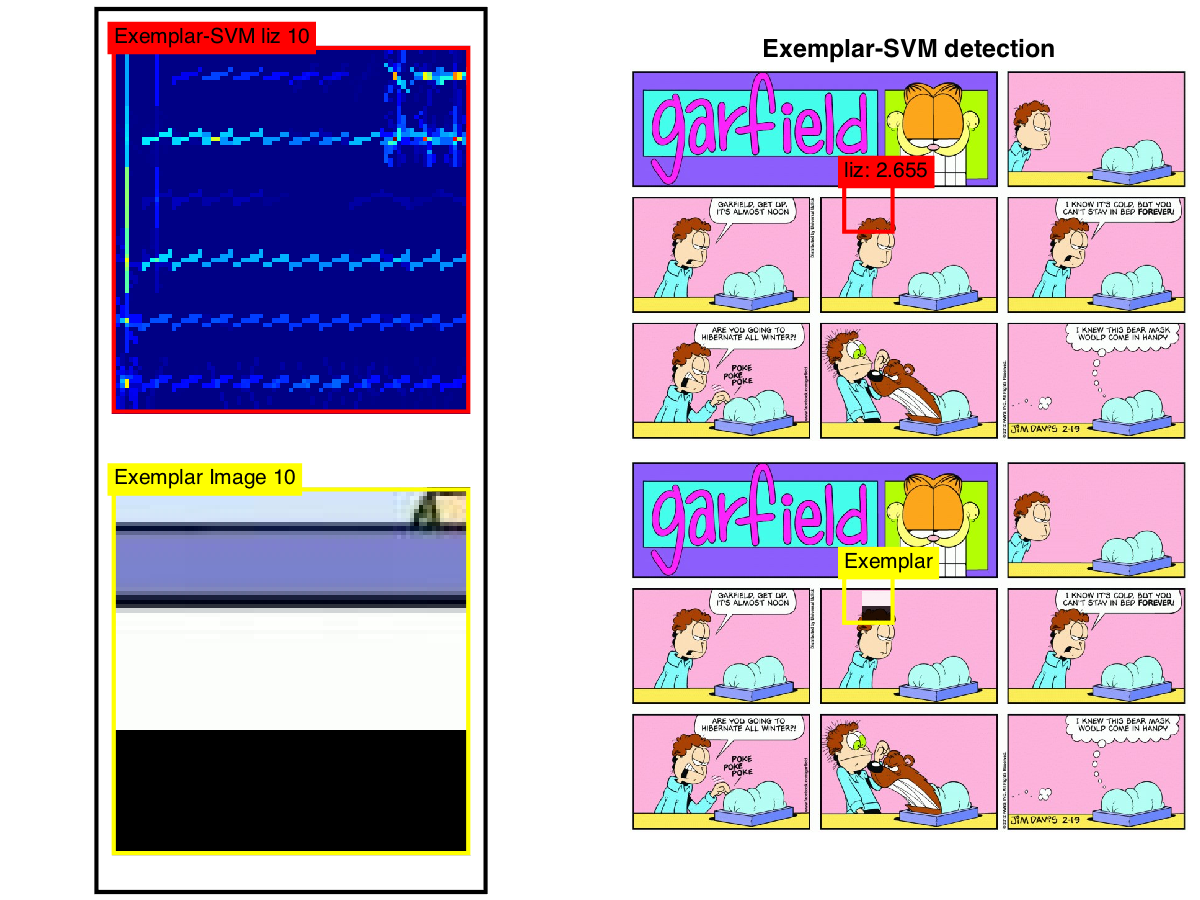 Exemplar-SVM liz 10
Exemplar Image 10
Exemplar-SVM detection
garfield
liz: 2.655
GARFIELD, GET UP.
IT'S ALMOST NOON
I KNOW IT'S COLD, BUT YOU
CAN'T STAY IN BED FOREVER!
ARE YOU GOING TO
HIBERNATE ALL WINTER?!
POKE
POKE
POKE
I KNEW THIS BEAR MASK
WOULD COME IN HANDY
JIM DAVIS 2-19
garfield
Exemplar
GARFIELD, GET UP.
IT'S ALMOST NOON
I KNOW IT'S COLD, BUT YOU
CAN'T STAY IN BED FOREVER!
ARE YOU GOING TO
HIBERNATE ALL WINTER?!
POKE
POKE
POKE
I KNEW THIS BEAR MASK
WOULD COME IN HANDY
JIM DAVIS 2-19